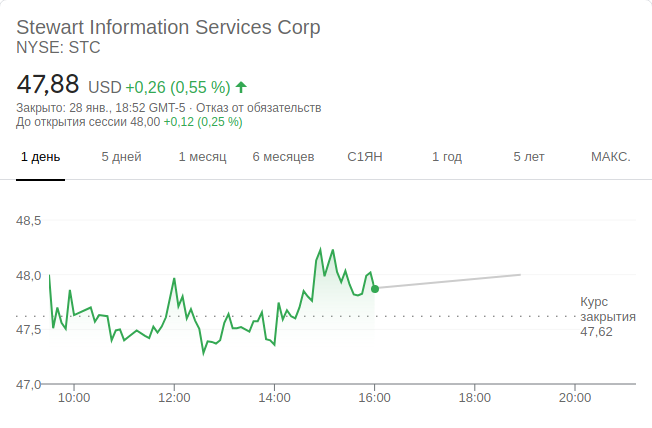 Stewart Information Services Corp
NYSE: STC
47,88 USD +0,26 (0,55 %)
Закрыто: 28 янв., 18:52 GMT-5 · Отказ от обязательств
До открытия сессии 48,00 +0,12 (0,25 %)
1 день 5 дней 1 месяц 6 месяцев С1ЯН 1 год 5 лет МАКС.
48,5
48,0
Курс
закрытия
47,5
47,62
47,0
10:00 12:00 14:00 16:00 18:00 20:00